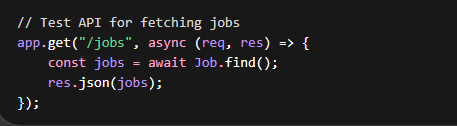 // Test API for fetching jobs
app.get("/jobs", async (req, res) => {
    const jobs = await Job.find();
    res.json(jobs);
});